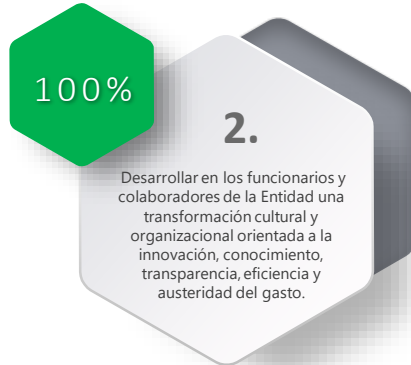 100%
2.
Desarrollar en los funcionarios y
colaboradores de la Entidad una
transformación cultural y
organizacional orientada a la
innovación, conocimiento,
transparencia, eficiencia y
austeridad del gasto.